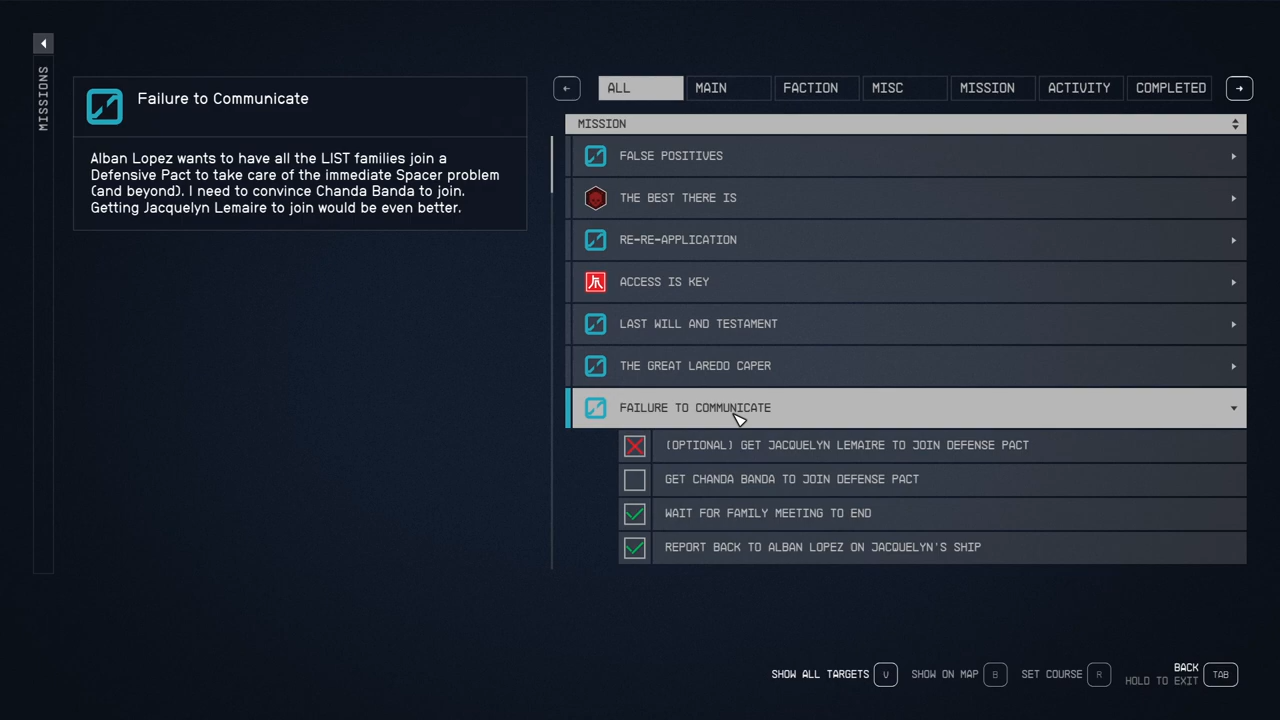 MISSIONS
Failure to Communicate
Alban Lopez wants to have all the LIST families join a
Defensive Pact to take care of the immediate Spacer problem
(and beyond). I need to convince Chanda Banda to join.
Getting Jacquelyn Lemaire to join would be even better.
ALL MAIN FACTION MISC MISSION ACTIVITY COMPLETED
MISSION
FALSE POSITIVES
THE BEST THERE IS
RE-RE-APPLICATION
ACCESS IS KEY
LAST WILL AND TESTAMENT
THE GREAT LAREDO CAPER
FAILURE TO COMMUNICATE
(OPTIONAL) GET JACQUELYN LEMAIRE TO JOIN DEFENSE PACT
GET CHANDA BANDA TO JOIN DEFENSE PACT
WAIT FOR FAMILY MEETING TO END
REPORT BACK TO ALBAN LOPEZ ON JACQUELYN'S SHIP
SHOW ALL TARGETS V SHOW ON MAP B SET COURSE R BACK TAB
HOLD TO EXIT